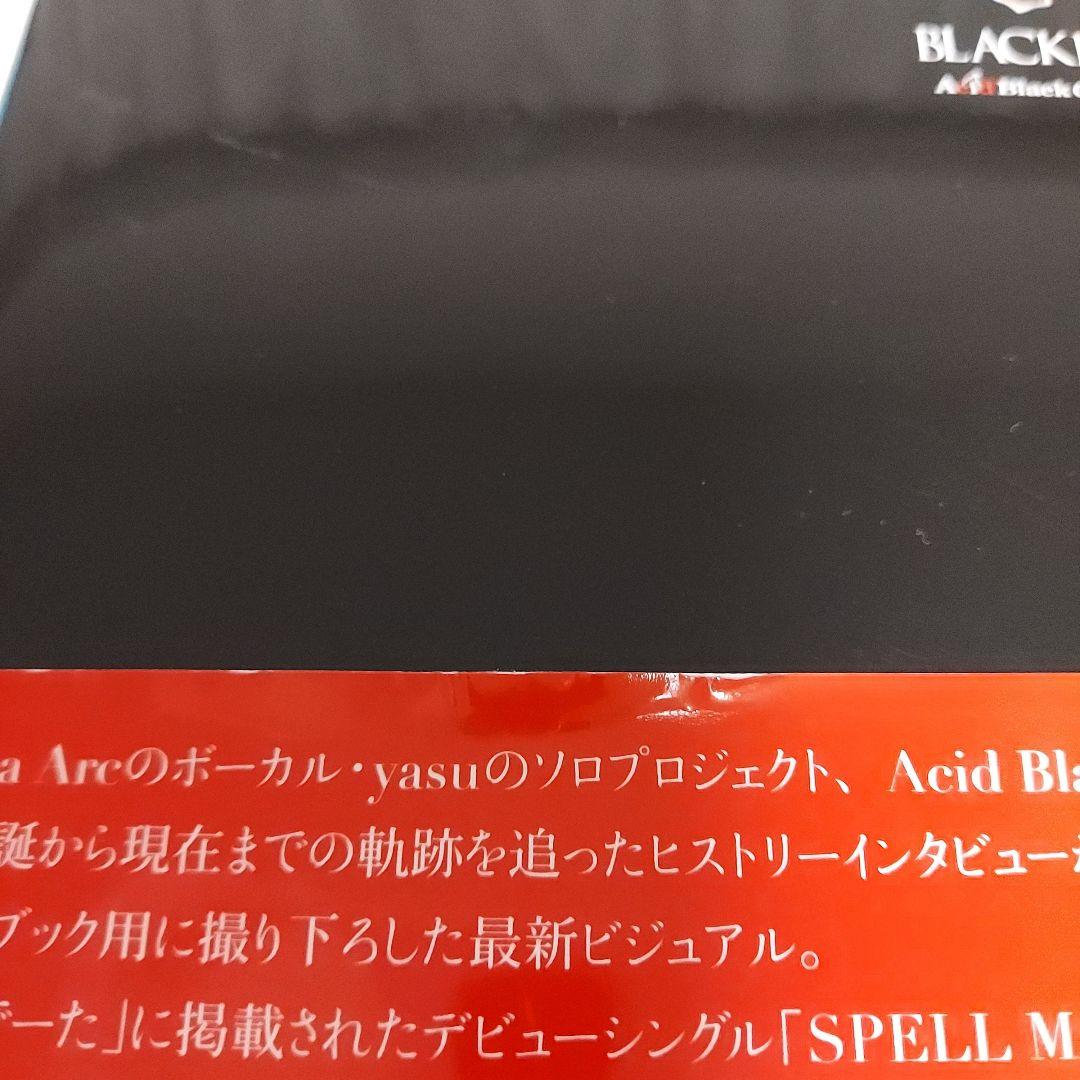 BLACK
Acid Black
a Arcのボーカル・yasuのソロプロジェクト、Acid Bla
誕から現在までの軌跡を追ったヒストリーインタビュー
ブック用に撮り下ろした最新ビジュアル。
でーた」に掲載されたデビューシングル「SPELL M